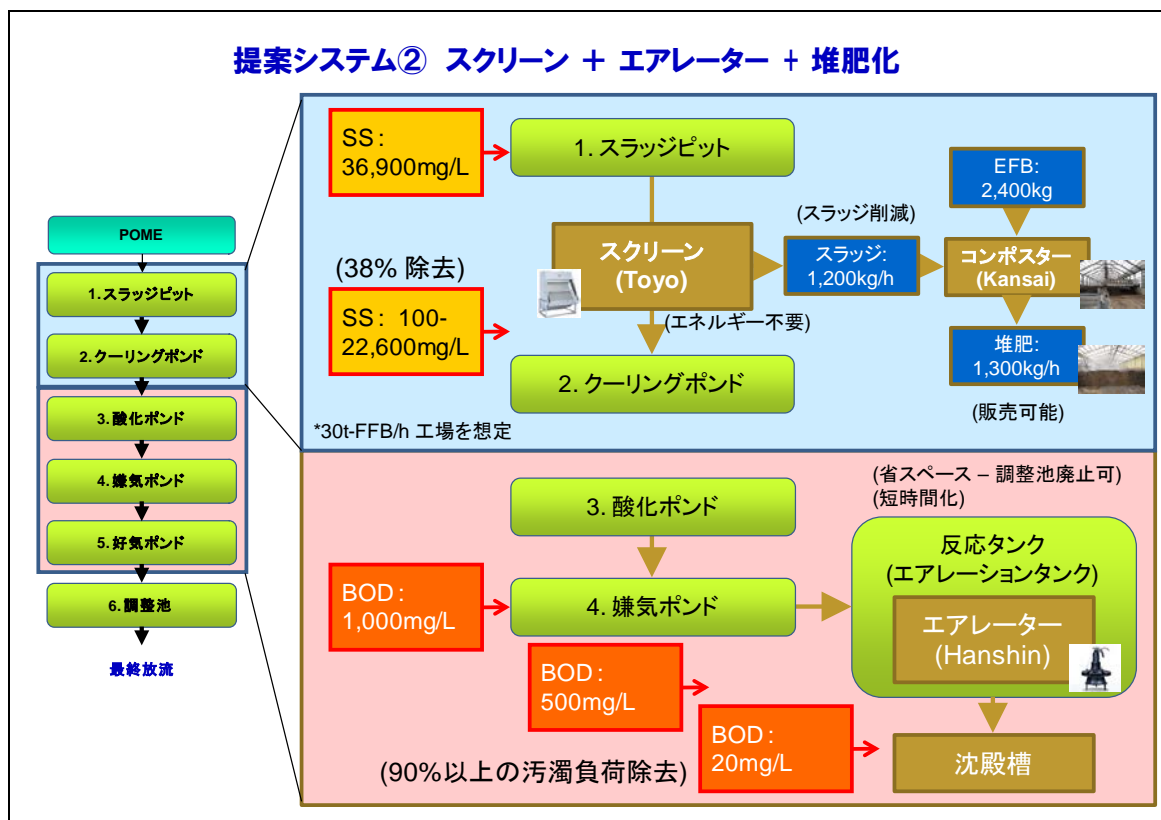 提案システム② スクリーン + エアレーター + 堆肥化
POME
1.スラッジピット
2.クーリングポンド
3.酸化ポンド
4.嫌気ポンド
5.好気ポンド
6.調整池
最終放流
SS:
36,900mg/L
1. スラッジピット
(38% 除去)
SS: 100-
22,600mg/L
スクリーン
(Toyo)
(エネルギー不要)
2. クーリングポンド
*30t-FFB/h 工場を想定
(スラッジ削減)
スラッジ:
1,200kg/h
EFB:
2,400kg
コンポスター
(Kansai)
堆肥:
1,300kg/h
(販売可能)
3. 酸化ポンド
BOD:
1,000mg/L
4. 嫌気ポンド
(省スペース – 調整池廃止可)
(短時間化)
反応タンク
(エアレーションタンク)
エアレーター
(Hanshin)
BOD:
500mg/L
BOD:
20mg/L
(90%以上の汚濁負荷除去)
沈殿槽